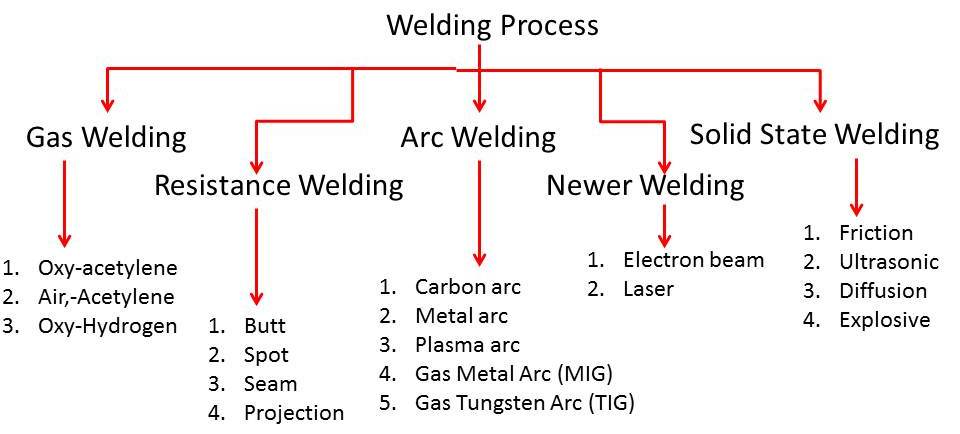 Welding Process
Gas Welding
Resistance Welding
Arc Welding
Newer Welding
Solid State Welding
1. Oxy-acetylene
2. Air,-Acetylene
3. Oxy-Hydrogen
1. Butt
2. Spot
3. Seam
4. Projection
1. Carbon arc
2. Metal arc
3. Plasma arc
4. Gas Metal Arc (MIG)
5. Gas Tungsten Arc (TIG)
1. Electron beam
2. Laser
1. Friction
2. Ultrasonic
3. Diffusion
4. Explosive